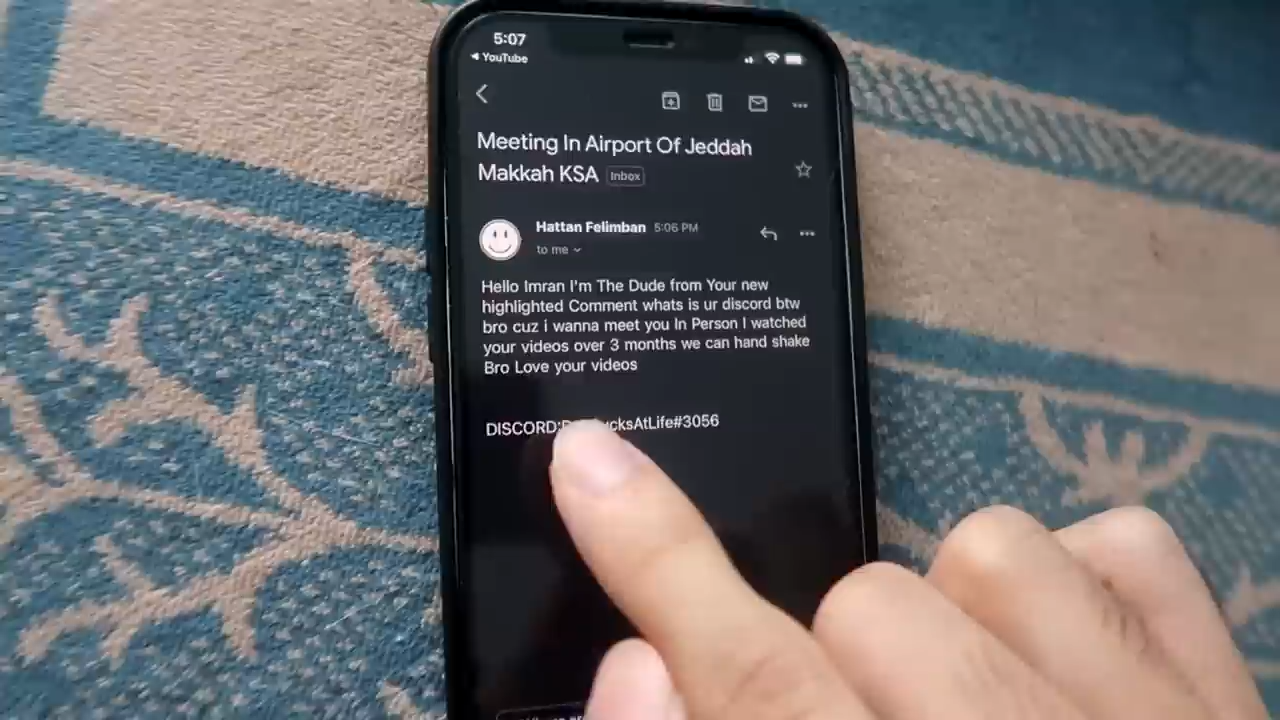 5:07
YouTube
Meeting In Airport Of Jeddah
Makkah KSA Inbox
Hattan Felimban 5:06 PM
to me
Hello Imran I'm The Dude from Your new
highlighted Comment whats is ur discord btw
bro cuz i wanna meet you In Person I watched
your videos over 3 months we can hand shake
Bro Love your videos
DISCORD: